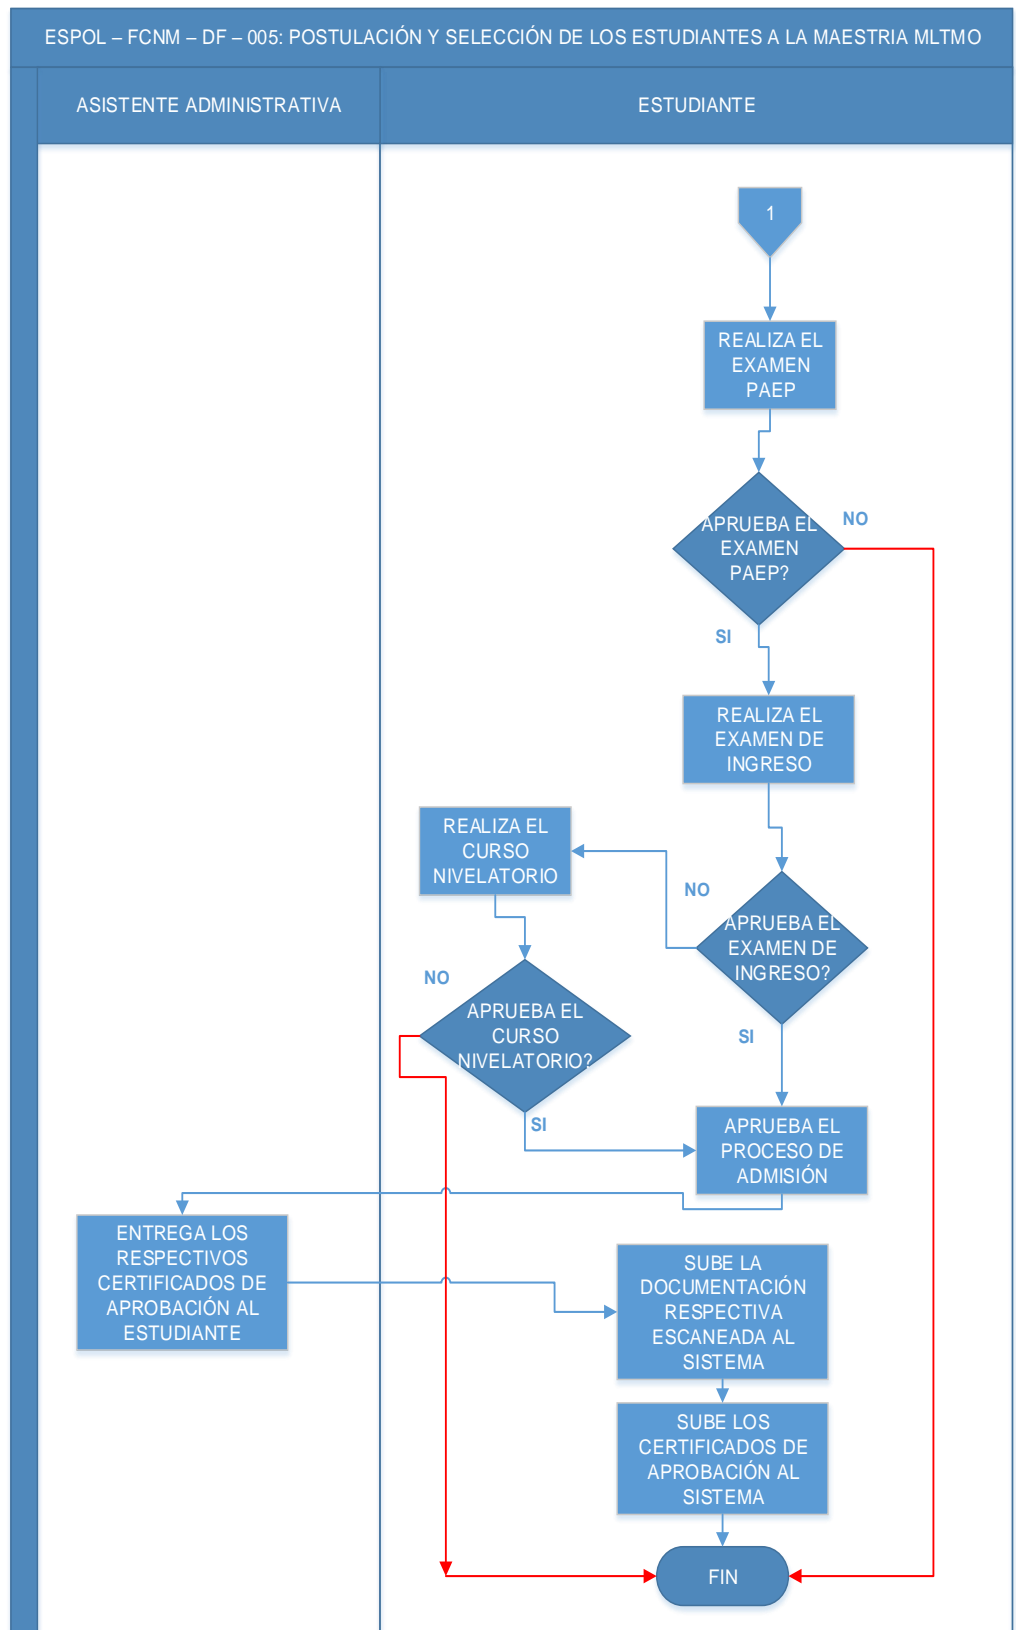 ESPOL – FCNM – DF – 005: POSTULACIÓN Y SELECCIÓN DE LOS ESTUDIANTES A LA MAESTRIA MLTMO
ASISTENTE ADMINISTRATIVA
ESTUDIANTE
1
REALIZA EL
EXAMEN
PAEP
APRUEBA EL
EXAMEN
PAEP?
NO
SI
REALIZA EL
EXAMEN DE
INGRESO
REALIZA EL
CURSO
NIVELATORIO
NO
APRUEBA EL
EXAMEN DE
INGRESO?
NO
APRUEBA EL
CURSO
NIVELATORIO?
SI
SI
APRUEBA EL
PROCESO DE
ADMISIÓN
ENTREGA LOS
RESPECTIVOS
CERTIFICADOS DE
APROBACIÓN AL
ESTUDIANTE
SUBE LA
DOCUMENTACIÓN
RESPECTIVA
ESCANEADA AL
SISTEMA
SUBE LOS
CERTIFICADOS DE
APROBACIÓN AL
SISTEMA
FIN